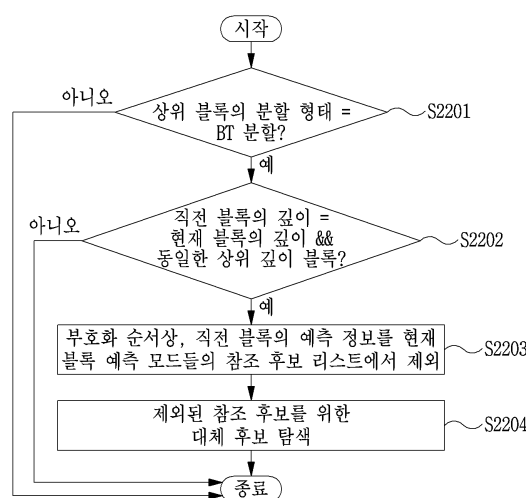 시작
아니오
상위 블록의 분할 형태 =
BT 분할?
S2201
예
아니오
직전 블록의 깊이 =
현재 블록의 깊이 &&
동일한 상위 깊이 블록?
S2202
예
부호화 순서상, 직전 블록의 예측 정보를 현재
블록 예측 모드들의 참조 후보 리스트에서 제외
S2203
제외된 참조 후보를 위한
대체 후보 탐색
S2204
종료